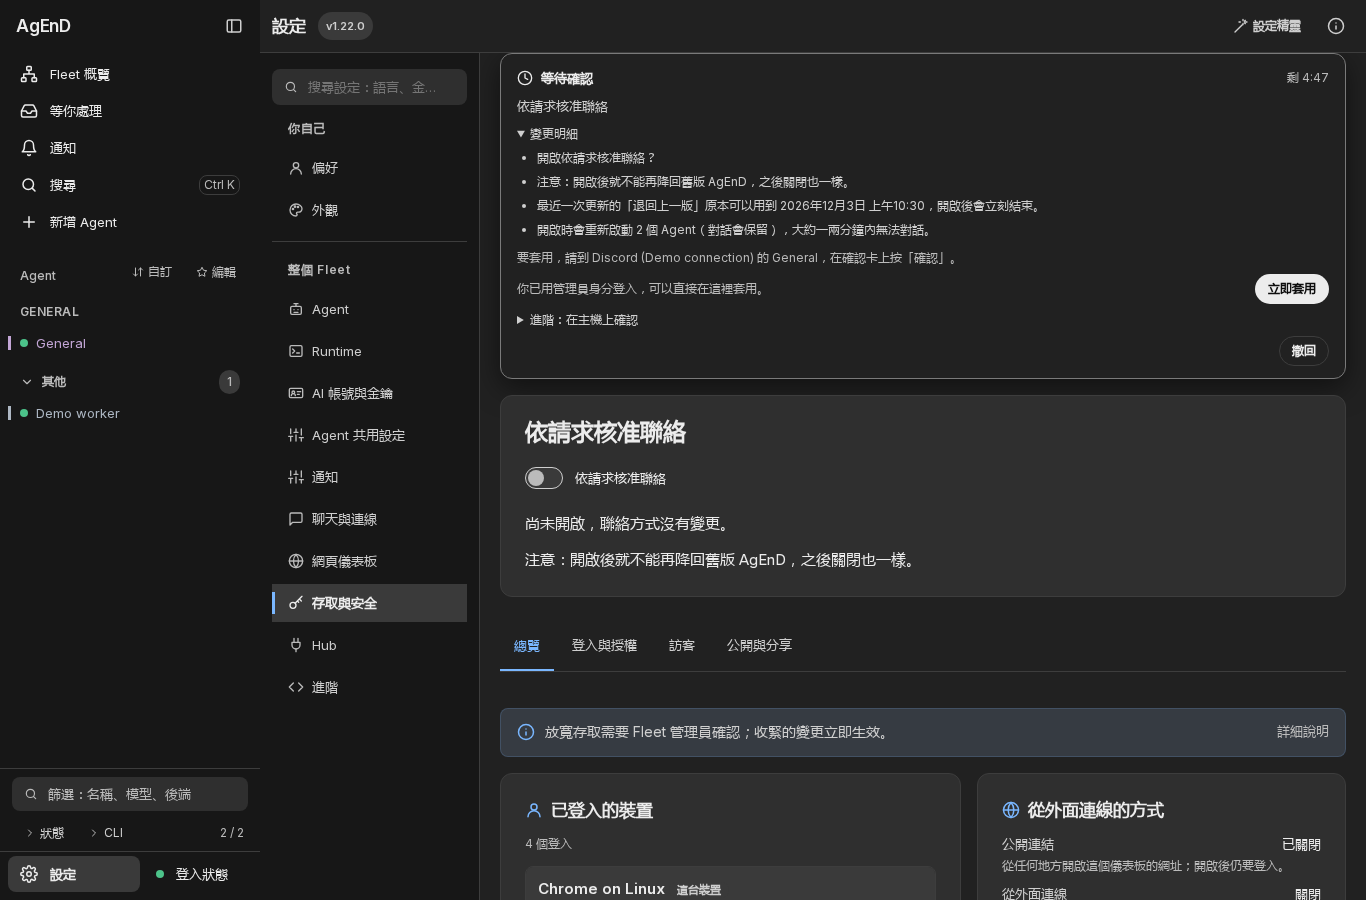 AgEnD
Fleet 概覽
等你處理
通知
搜尋
Ctrl K
新增 Agent
Agent
自訂
編輯
GENERAL
General
其他
1
Demo worker
篩選：名稱、模型、後端
狀態
CLI
2 / 2
設定
登入狀態
設定
v1.22.0
設定精靈
搜尋設定：語言、金…
你自己
偏好
外觀
整個 Fleet
Agent
Runtime
AI 帳號與金鑰
Agent 共用設定
通知
聊天與連線
網頁儀表板
存取與安全
Hub
進階
等待確認
剩 4:47
依請求核准聯絡
變更明細
開啟依請求核准聯絡？
注意：開啟後就不能再降回舊版 AgEnD，之後關閉也一樣。
最近一次更新的「退回上一版」原本可以用到 2026年12月3日 上午10:30，開啟後會立刻結束。
開啟時會重新啟動 2 個 Agent（對話會保留），大約一兩分鐘內無法對話。
要套用，請到 Discord (Demo connection) 的 General，在確認卡上按「確認」。
你已用管理員身分登入，可以直接在這裡套用。
立即套用
進階：在主機上確認
撤回
依請求核准聯絡
依請求核准聯絡
尚未開啟，聯絡方式沒有變更。
注意：開啟後就不能再降回舊版 AgEnD，之後關閉也一樣。
總覽
登入與授權
訪客
公開與分享
放寬存取需要 Fleet 管理員確認；收緊的變更立即生效。
詳細說明
已登入的裝置
4 個登入
Chrome on Linux
這台裝置
從外面連線的方式
公開連結
已關閉
從任何地方開啟這個儀表板的網址；開啟後仍要登入。
從外面連線
關閉